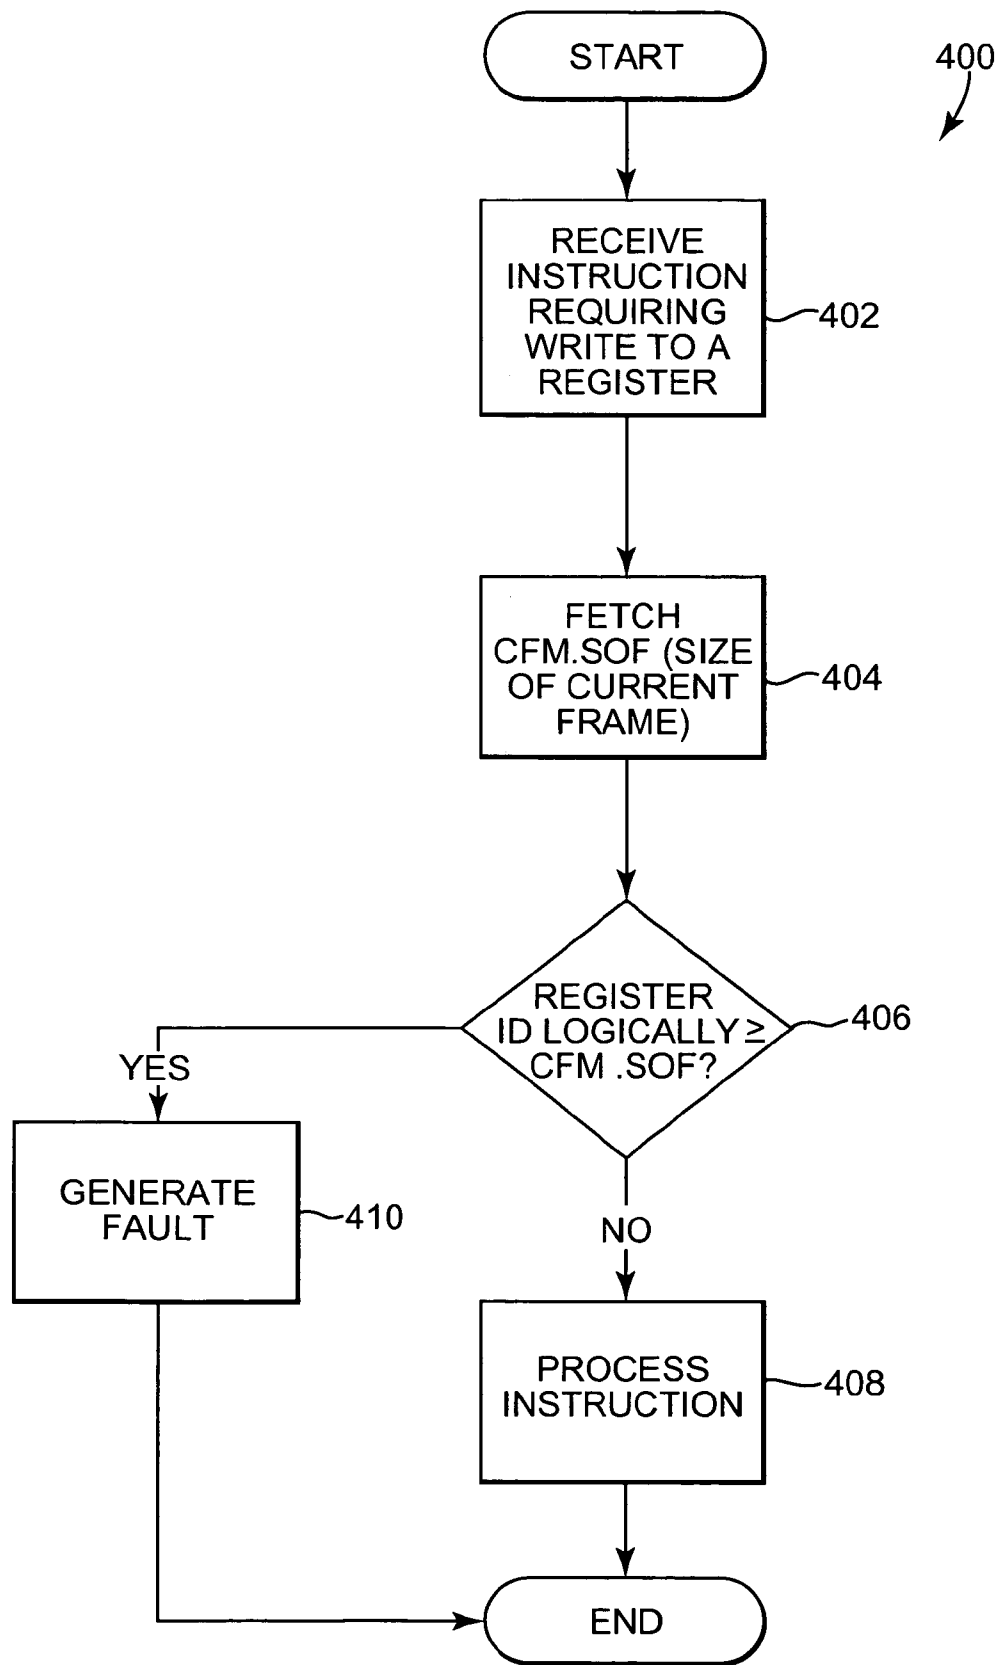 START
400
RECEIVE
INSTRUCTION
REQUIRING
WRITE TO A
REGISTER
402
FETCH
CFM.SOF (SIZE
OF CURRENT
FRAME)
404
REGISTER
ID LOGICALLY ≥
CFM .SOF?
406
YES
GENERATE
FAULT
410
NO
PROCESS
INSTRUCTION
408
END